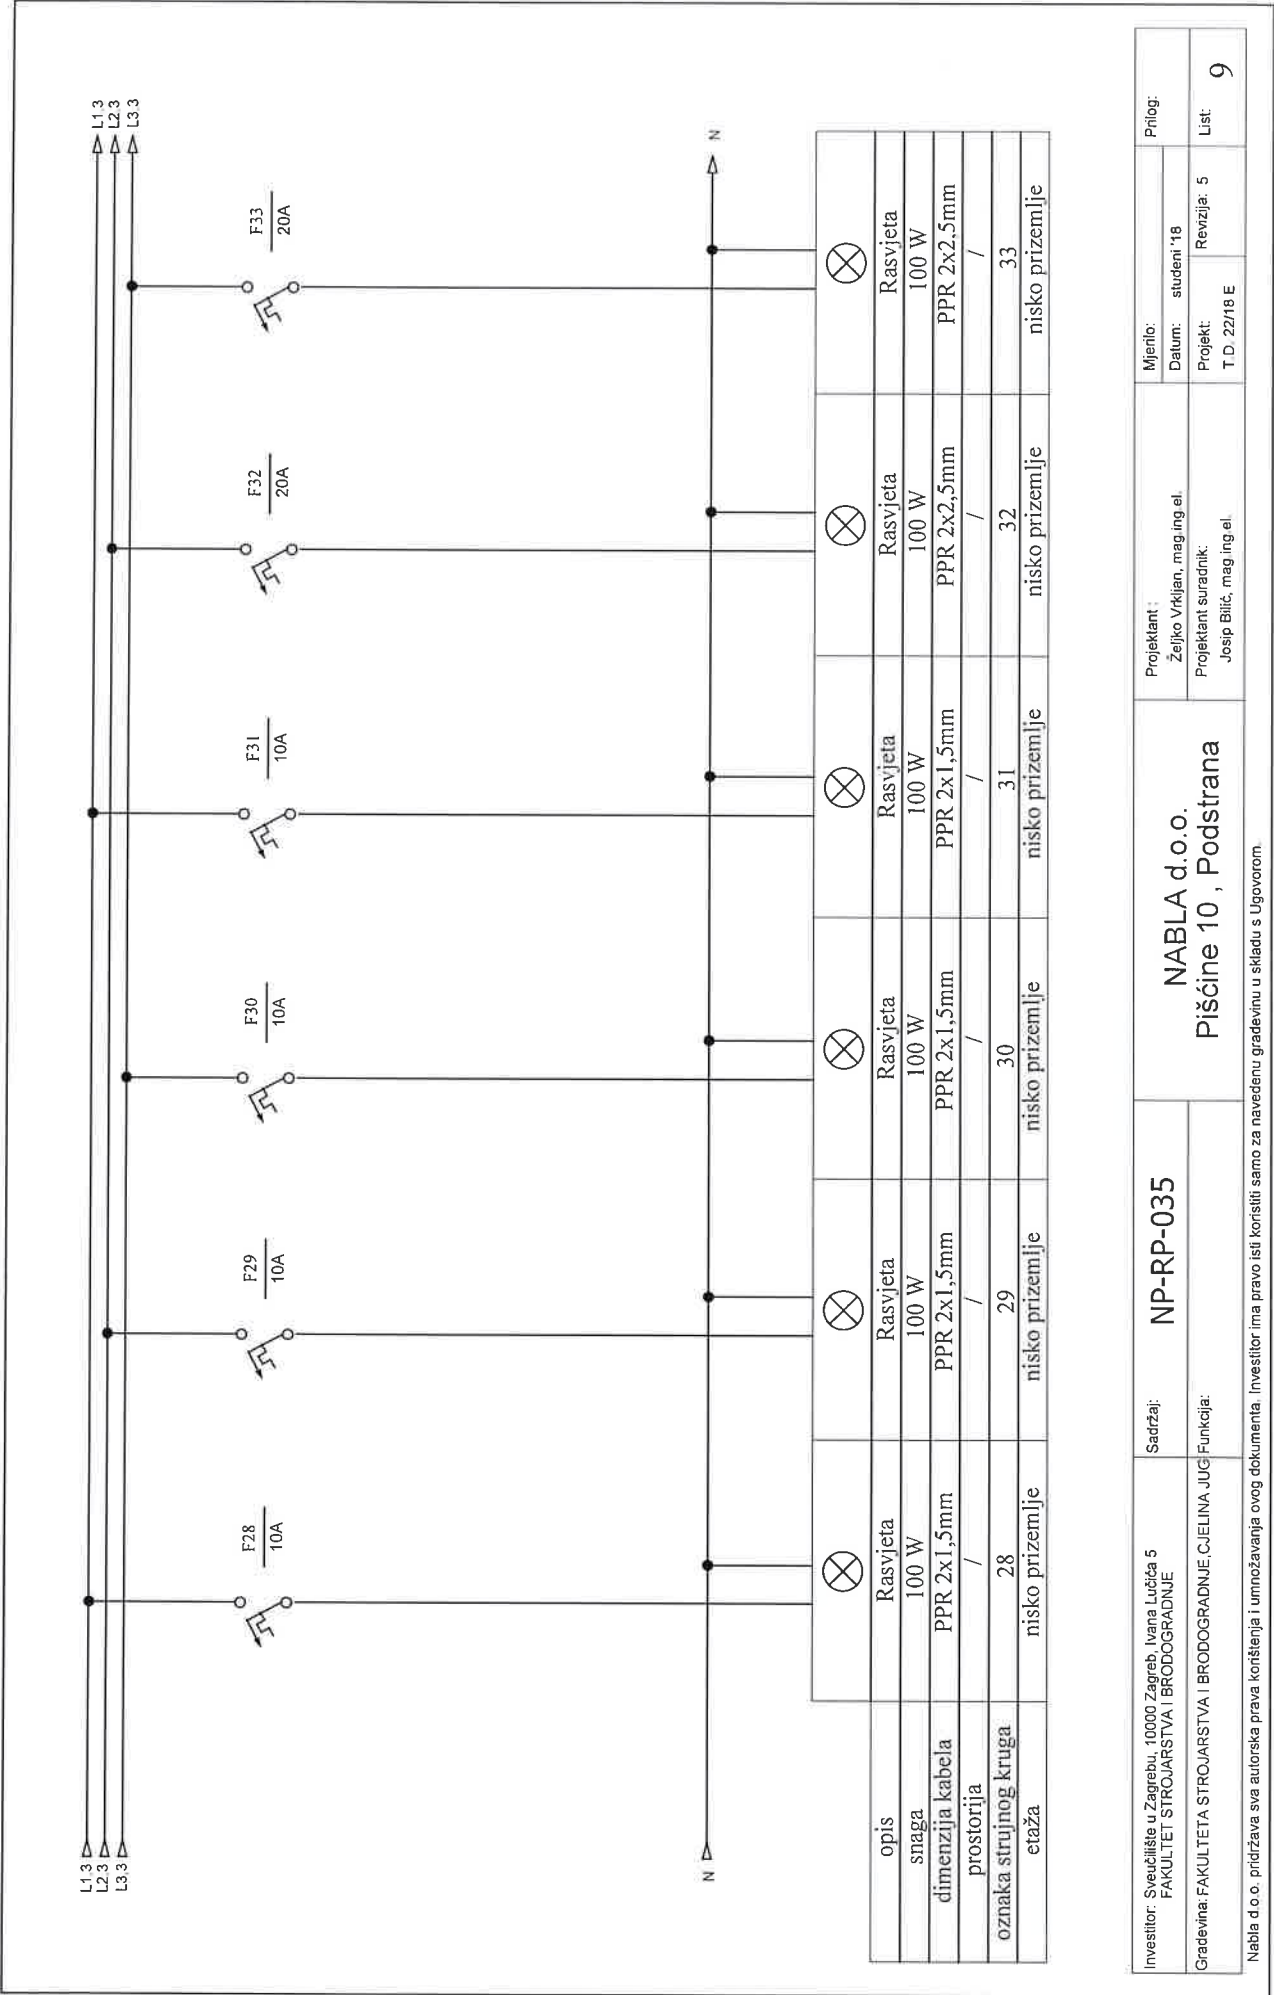 L1.3
L2.3
L3.3
L1.3
L2.3
L3.3
F28
10A
F29
10A
F30
10A
F31
10A
F32
20A
F33
20A
N
N
opis Rasvjeta Rasvjeta Rasvjeta Rasvjeta Rasvjeta Rasvjeta
snaga 100 W 100 W 100 W 100 W 100 W 100 W
dimenzija kabela PPR 2x1,5mm PPR 2x1,5mm PPR 2x1,5mm PPR 2x1,5mm PPR 2x2,5mm PPR 2x2,5mm
prostorija / / / / / /
oznaka strujnog kruga 28 29 30 31 32 33
etaža nisko prizemlje nisko prizemlje nisko prizemlje nisko prizemlje nisko prizemlje nisko prizemlje
Investitor: Sveučilište u Zagrebu, 10000 Zagreb, Ivana Lučića 5
FAKULTET STROJARSTVA I BRODOGRADNJE
Građevina: FAKULTETA STROJARSTVA I BRODOGRADNJE,CJELINA JUG
Sadržaj: NP-RP-035
Funkcija:
NABLA d.o.o.
Pišćine 10 , Podstrana
Projektant :
Željko Vrkljan, mag.ing.el.
Projektant suradnik:
Josip Bilić, mag.ing.el.
Mjerilo:
Datum: studeni '18
Projekt:
T.D. 22/18 E
Revizija: 5
Prilog:
List: 9
Nabla d.o.o. pridržava sva autorska prava korištenja i umnožavanja ovog dokumenta. Investitor ima pravo isti koristiti samo za navedenu građevinu u skladu s Ugovorom.